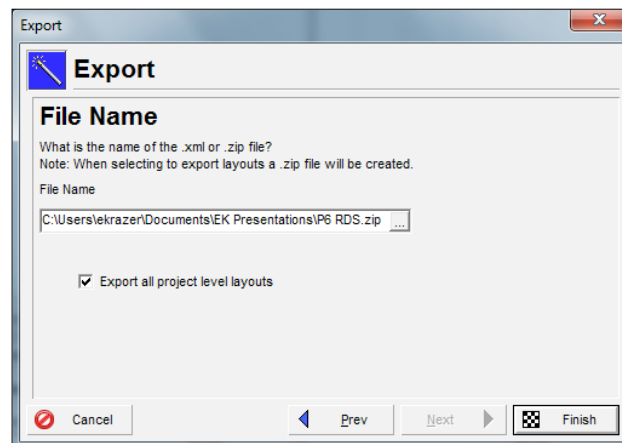 Export
Export
File Name
What is the name of the .xml or .zip file?
Note: When selecting to export layouts a .zip file will be created.
File Name
C:\Users\ekrazer\Documents\EK Presentations\P6 RDS.zip ...
Export all project level layouts
Cancel Prev Next Finish